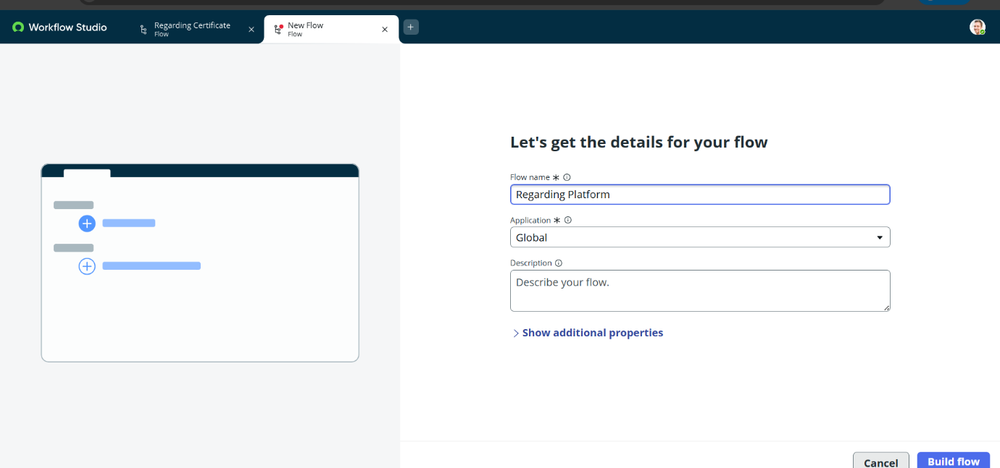 Workflow Studio
Regarding Certificate
Flow
New Flow
Flow
Let's get the details for your flow
Flow name *
Regarding Platform
Application *
Global
Description
Describe your flow.
Show additional properties
Cancel
Build flow